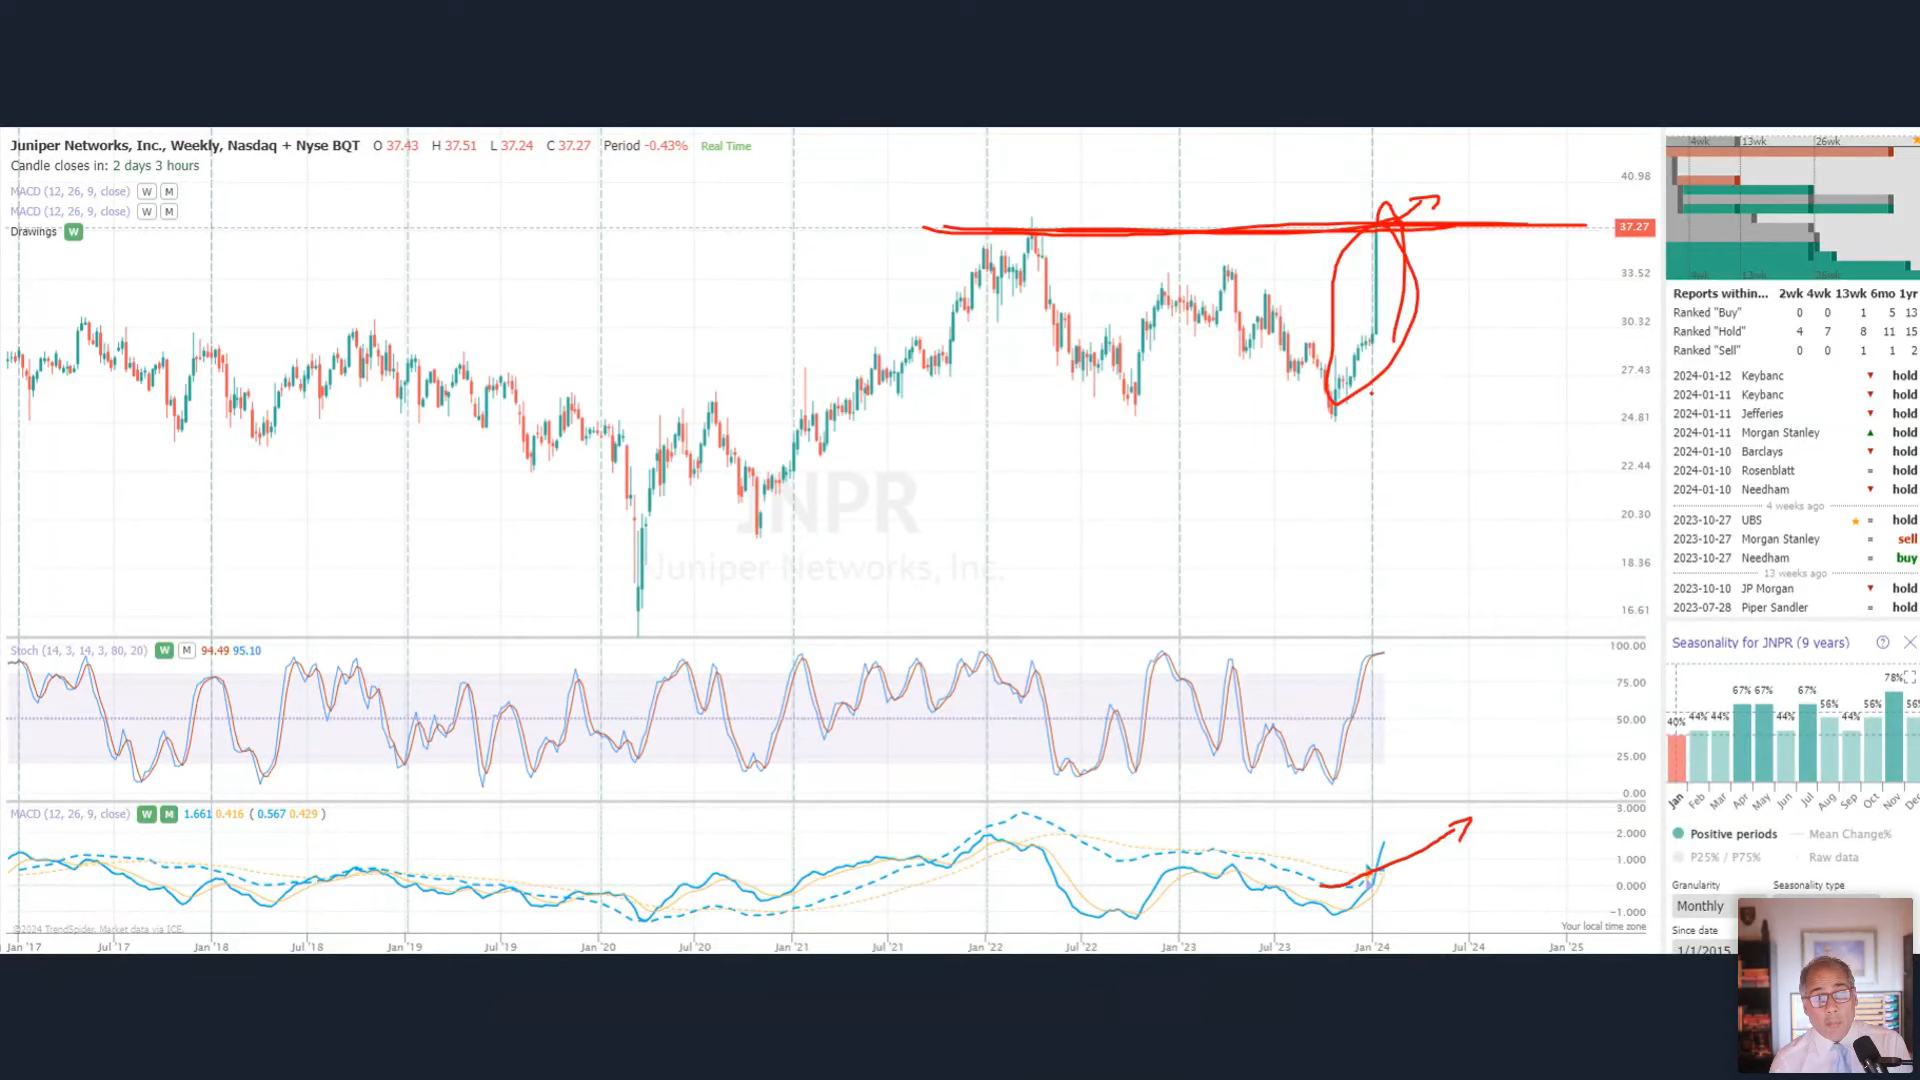 Juniper Networks, Inc., Weekly, Nasdaq + Nyse BQT O 37.43 H 37.51 L 37.24 C 37.27 Period -0.43% Real Time
Candle closes in: 2 days 3 hours
MACD (12, 26, 9, close) W M
MACD (12, 26, 9, close) W M
Drawings W
40.98
37.27
33.52
30.32
27.43
24.81
22.44
20.30
18.36
16.61
JNPR
Juniper Networks, Inc.
Stoch (14, 3, 14, 3, 80, 20) W M 94.49 95.10
100.00
75.00
50.00
25.00
0.00
MACD (12, 26, 9, close) W M 1.661 0.416 ( 0.567 0.429 )
3.000
2.000
1.000
0.000
-1.000
©2024 TrendSpider. Market data via ICE.
Your local time zone
Jan '17 Jul '17 Jan '18 Jul '18 Jan '19 Jul '19 Jan '20 Jul '20 Jan '21 Jul '21 Jan '22 Jul '22 Jan '23 Jul '23 Jan '24 Jul '24 Jan '25
4wk 13wk 26wk
4wk 13wk 26wk
Reports within... 2wk 4wk 13wk 6mo 1yr
Ranked "Buy" 0 0 1 5 13
Ranked "Hold" 4 7 8 11 15
Ranked "Sell" 0 0 1 1 2
2024-01-12 Keybanc hold
2024-01-11 Keybanc hold
2024-01-11 Jefferies hold
2024-01-11 Morgan Stanley hold
2024-01-10 Barclays hold
2024-01-10 Rosenblatt = hold
2024-01-10 Needham hold
4 weeks ago
2023-10-27 UBS = hold
2023-10-27 Morgan Stanley = sell
2023-10-27 Needham = buy
13 weeks ago
2023-10-10 JP Morgan hold
2023-07-28 Piper Sandler = hold
Seasonality for JNPR (9 years)
40% 44% 44% 67% 67% 44% 67% 56% 44% 56% 78% 56%
Jan Feb Mar Apr May Jun Jul Aug Sep Oct Nov Dec
Positive periods Mean Change%
P25% / P75% Raw data
Granularity Seasonality type
Monthly
Since date
1/1/2015